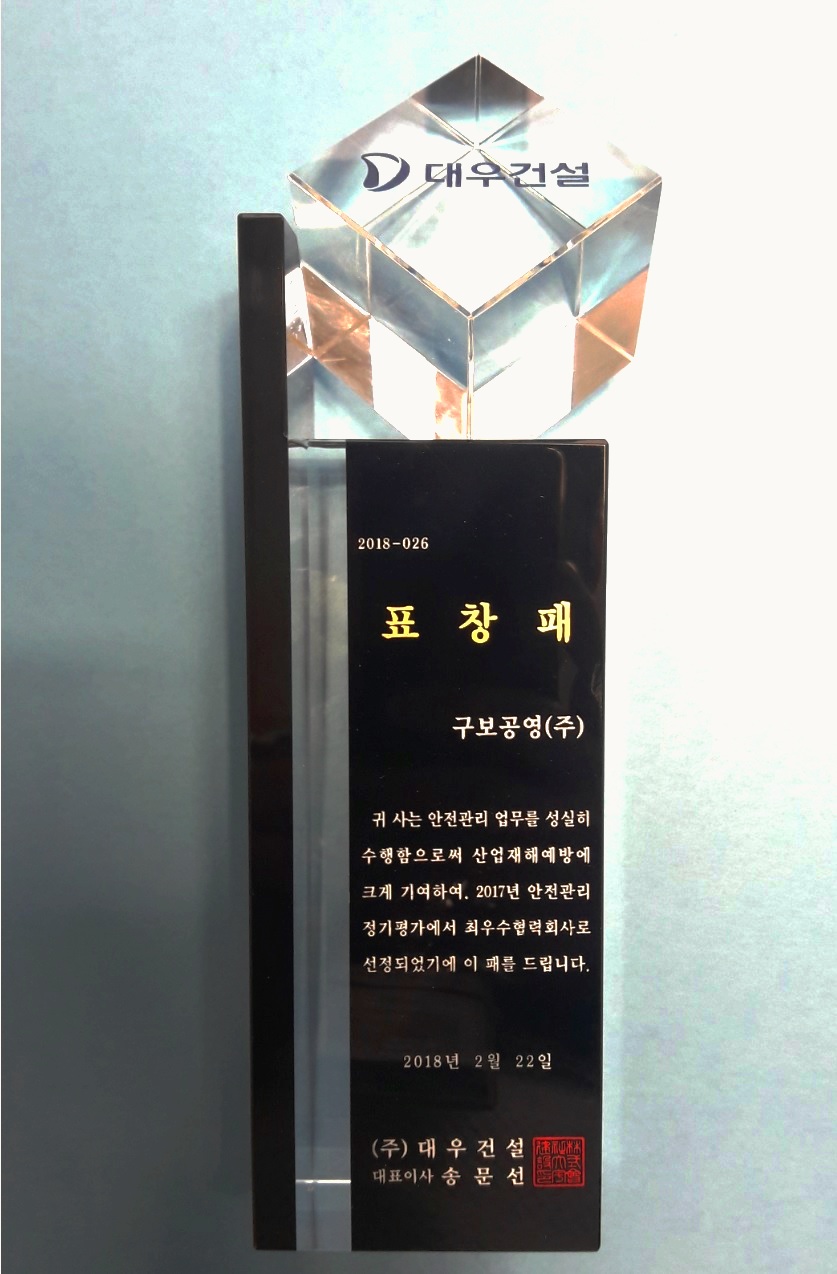 대우건설
2018-026
표 창 패
구보공영(주)
귀 사는 안전관리 업무를 성실히
수행함으로써 산업재해예방에
크게 기여하여. 2017년 안전관리
정기평가에서 최우수협력회사로
선정되었기에 이 패를 드립니다.
2018년 2월 22일
(주) 대 우 건 설
대표이사 송 문 선